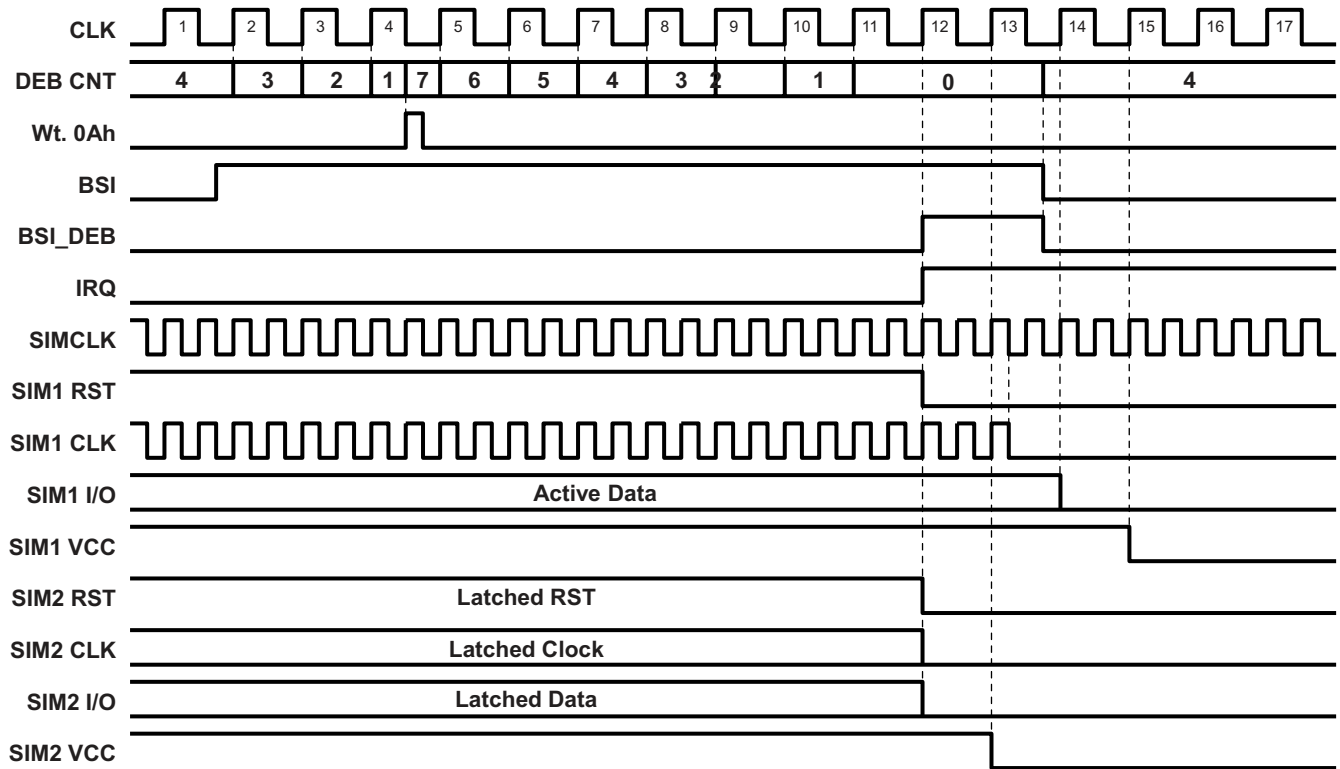 CLK 1 2 3 4 5 6 7 8 9 10 11 12 13 14 15 16 17
DEB CNT 4 3 2 1 7 6 5 4 3 2 1 0 4
Wt. 0Ah
BSI
BSI_DEB
IRQ
SIMCLK
SIM1 RST
SIM1 CLK
SIM1 I/O Active Data
SIM1 VCC
SIM2 RST Latched RST
SIM2 CLK Latched Clock
SIM2 I/O Latched Data
SIM2 VCC